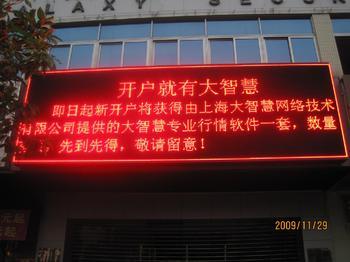 LAXY SECUR
开户就有大智慧
即日起新开户将获得由上海大智慧网络技术
有限公司提供的大智慧专业行情软件一套，数量
先到先得，敬请留意！
2009/11/29